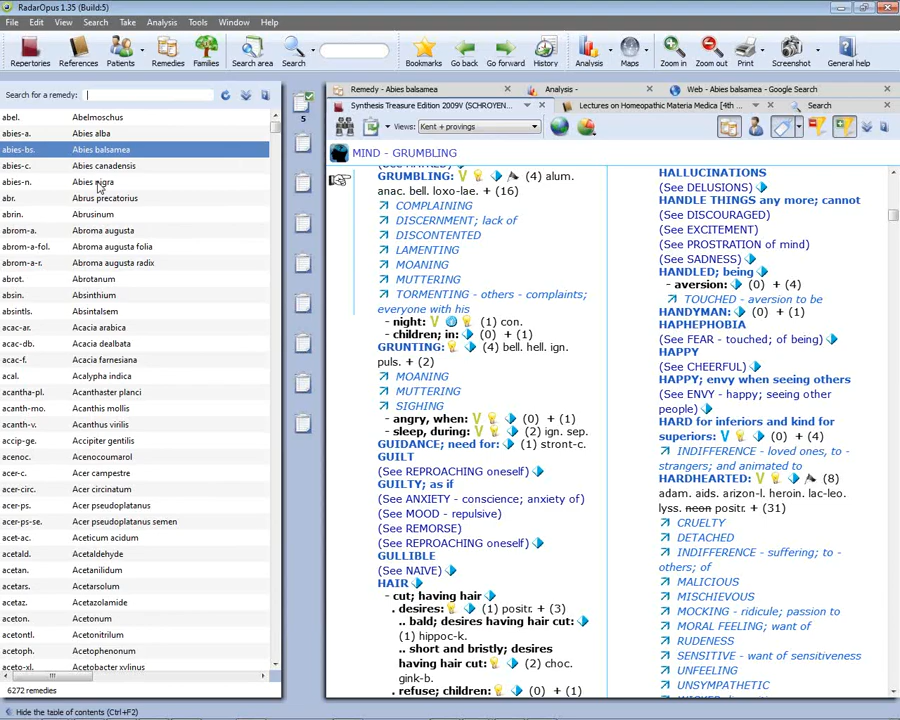 RadarOpus 1.35 (Build:5)
File Edit View Search Take Analysis Tools Window Help
Repertories References Patients Remedies Families Search area Search Bookmarks Go back Go forward History Analysis Maps Zoom in Zoom out Print Screenshot General help
Search for a remedy:
abel. Abelmoschus
abies-a. Abies alba
abies-bs. Abies balsamea
abies-c. Abies canadensis
abies-n. Abies nigra
abr. Abrus precatorius
abrin. Abrusinum
abrom-a. Abroma augusta
abrom-a-fol. Abroma augusta folia
abrom-a-r. Abroma augusta radix
abrot. Abrotanum
absin. Absinthium
absintls. Absintalsem
acac-ar. Acacia arabica
acac-db. Acacia dealbata
acac-f. Acacia farnesiana
acal. Acalypha indica
acantha-pl. Acanthaster planci
acanth-mo. Acanthis mollis
acanth-v. Acanthus virilis
accip-ge. Accipiter gentilis
acenoc. Acenocoumarol
acer-c. Acer campestre
acer-circ. Acer circinatum
acer-ps. Acer pseudoplatanus
acer-ps-se. Acer pseudoplatanus semen
acet-ac. Aceticum acidum
acetald. Acetaldehyde
acetan. Acetanilidum
acetars. Acetarsolum
acetaz. Acetazolamide
aceton. Acetonum
acetontl. Acetonitrilum
acetoph. Acetophenonum
aceto-xl. Acetobacter xylinus
6272 remedies
Hide the table of contents (Ctrl+F2)
5
Remedy - Abies balsamea
Analysis -
Web - Abies balsamea - Google Search
Synthesis Treasure Edition 2009V (SCHROYEN...
Lectures on Homeopathic Materia Medica [4th ...
Search
Views: Kent + provings
MIND - GRUMBLING
GRUMBLING: (4) alum.
anac. bell. loxo-lae. + (16)
COMPLAINING
DISCERNMENT; lack of
DISCONTENTED
LAMENTING
MOANING
MUTTERING
TORMENTING - others - complaints;
everyone with his
- night: (1) con.
- children; in: (0) + (1)
GRUNTING: (4) bell. hell. ign.
puls. + (2)
MOANING
MUTTERING
SIGHING
- angry, when: (0) + (1)
- sleep, during: (2) ign. sep.
GUIDANCE; need for: (1) stront-c.
GUILT
(See REPROACHING oneself)
GUILTY; as if
(See ANXIETY - conscience; anxiety of)
(See MOOD - repulsive)
(See REMORSE)
(See REPROACHING oneself)
GULLIBLE
(See NAIVE)
HAIR
- cut; having hair
. desires: (1) positr. + (3)
.. bald; desires having hair cut:
(1) hippoc-k.
.. short and bristly; desires
having hair cut: (2) choc.
gink-b.
. refuse; children: (0) + (1)
HALLUCINATIONS
(See DELUSIONS)
HANDLE THINGS any more; cannot
(See DISCOURAGED)
(See EXCITEMENT)
(See PROSTRATION of mind)
(See SADNESS)
HANDLED; being
- aversion: (0) + (4)
TOUCHED - aversion to be
HANDYMAN: (0) + (1)
HAPHEPHOBIA
(See FEAR - touched; of being)
HAPPY
(See CHEERFUL)
HAPPY; envy when seeing others
(See ENVY - happy; seeing other
people)
HARD for inferiors and kind for
superiors: (0) + (4)
INDIFFERENCE - loved ones, to -
strangers; and animated to
HARDHEARTED: (8)
adam. aids. arizon-l. heroin. lac-leo.
lyss. neon positr. + (31)
CRUELTY
DETACHED
INDIFFERENCE - suffering; to -
others; of
MALICIOUS
MISCHIEVOUS
MOCKING - ridicule; passion to
MORAL FEELING; want of
RUDENESS
SENSITIVE - want of sensitiveness
UNFEELING
UNSYMPATHETIC